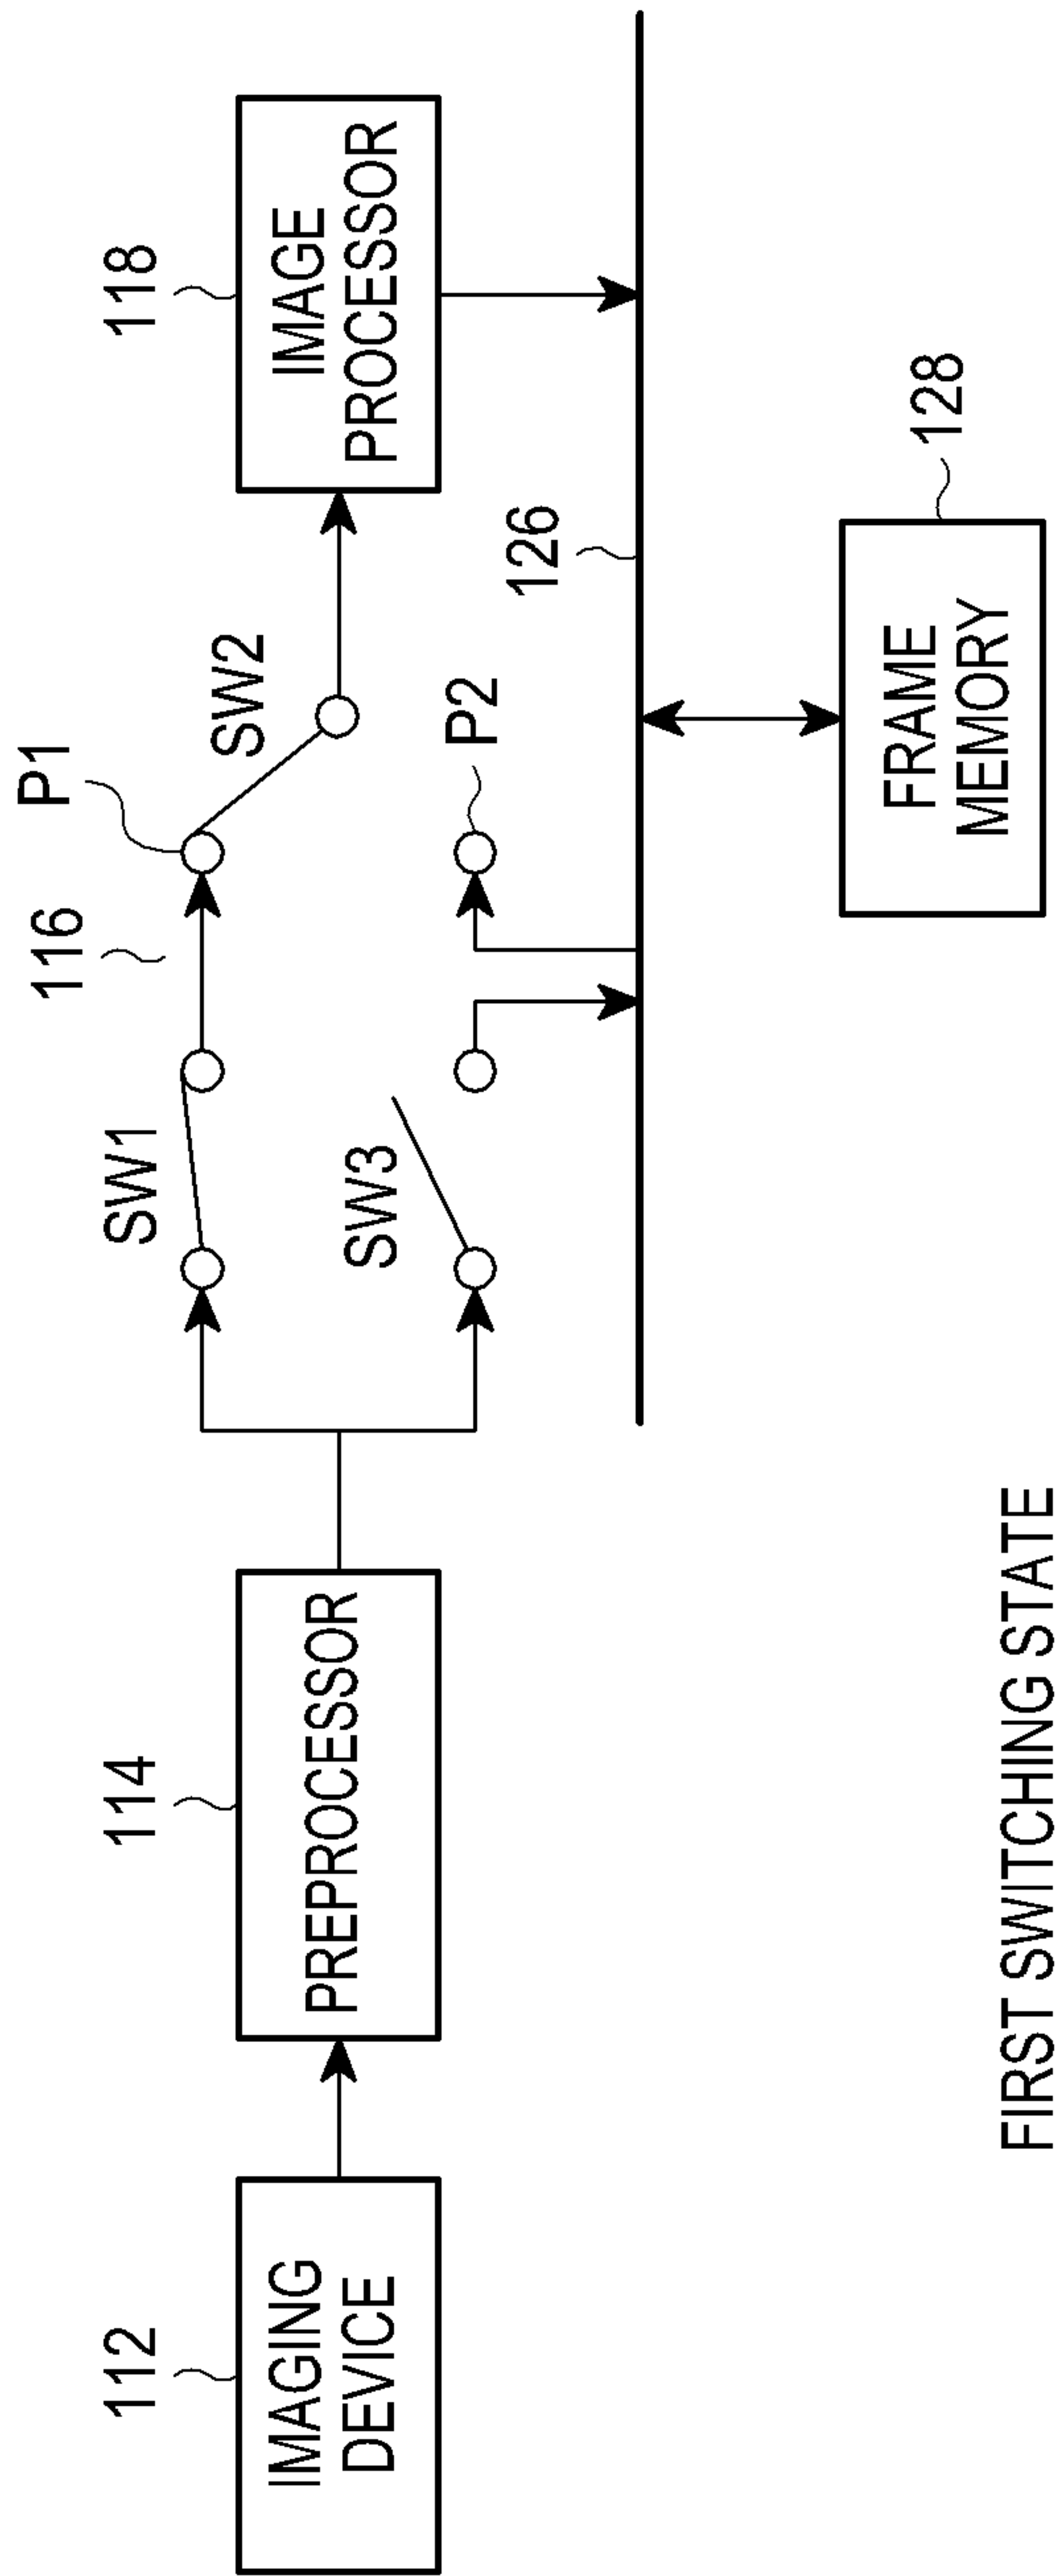 112
IMAGING
DEVICE
114
PREPROCESSOR
SW1
SW3
116
P1
SW2
P2
118
IMAGE
PROCESSOR
126
128
FRAME
MEMORY
FIRST SWITCHING STATE